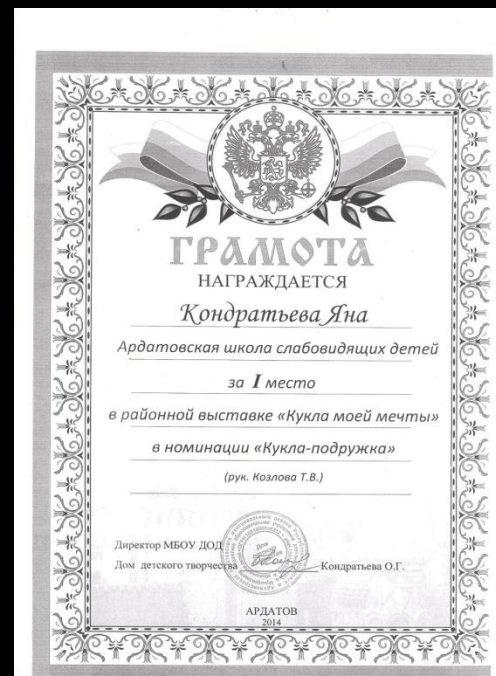 ГРАМОТА
НАГРАЖДАЕТСЯ
Кондратьева Яна
Ардатовская школа слабовидящих детей
за I место
в районной выставке «Кукла моей мечты»
в номинации «Кукла-подружка»
(рук. Козлова Т.В.)
Директор МБОУ ДОД
Дом детского творчества Кондратьева О.Г.
АРДАТОВ
2014